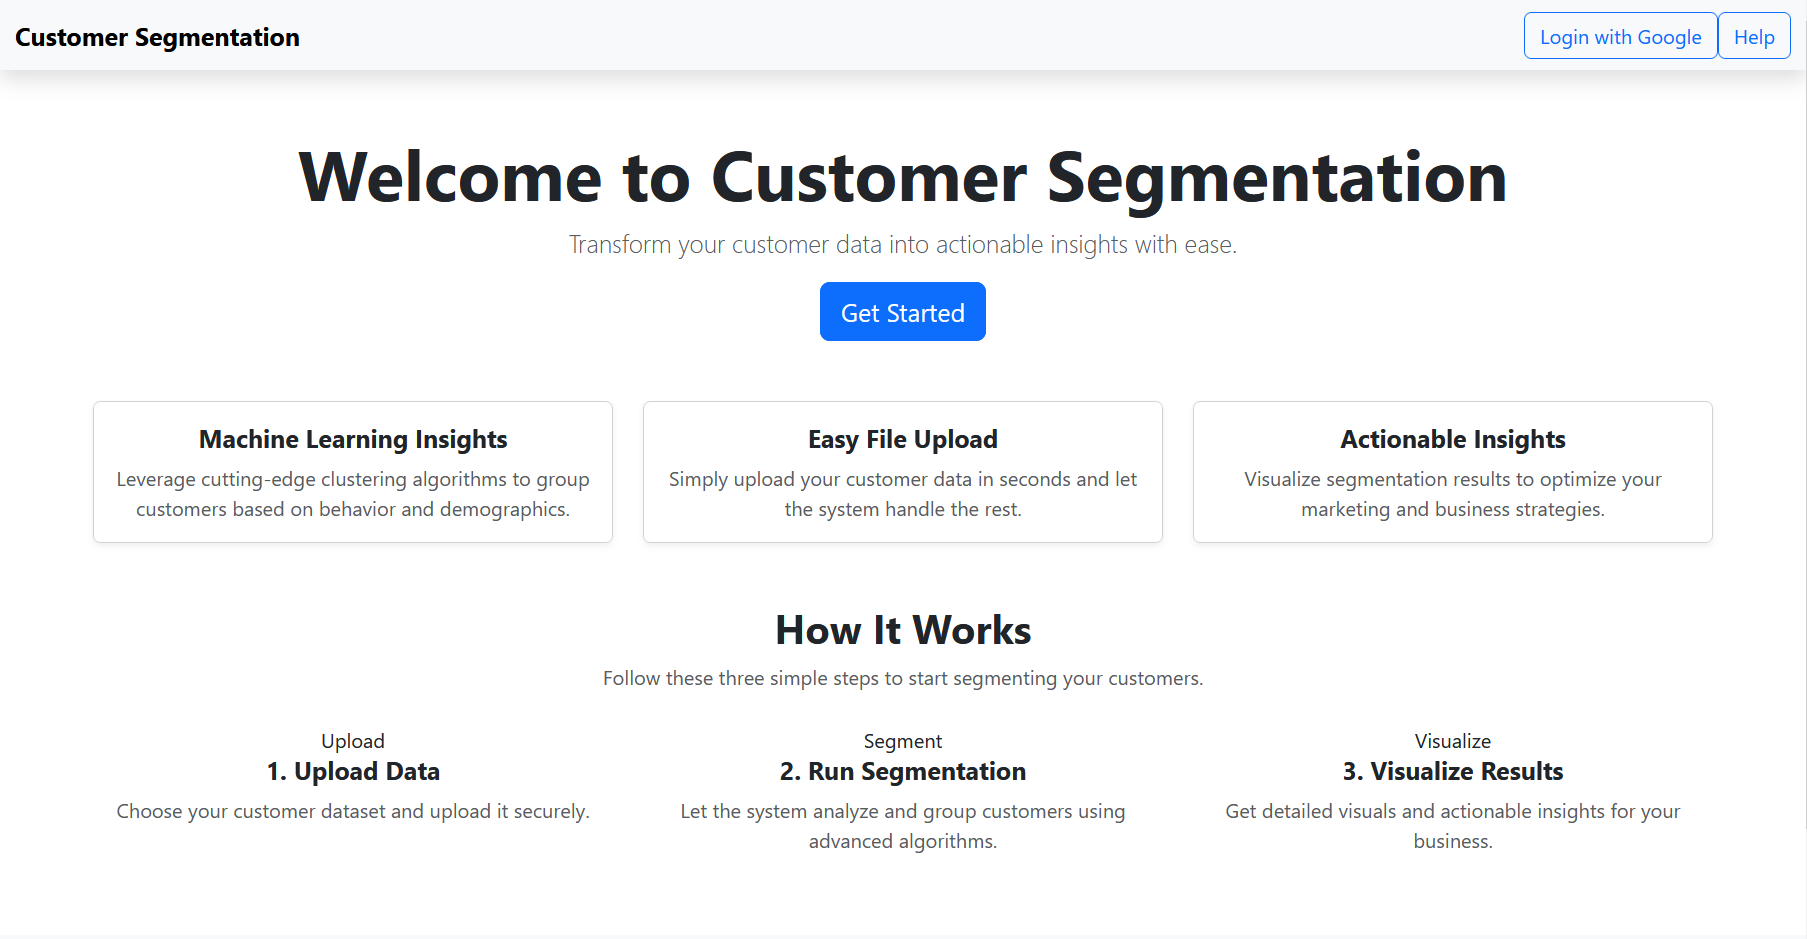 Customer Segmentation
Login with Google
Help
Welcome to Customer Segmentation
Transform your customer data into actionable insights with ease.
Get Started
Machine Learning Insights
Leverage cutting-edge clustering algorithms to group
customers based on behavior and demographics.
Easy File Upload
Simply upload your customer data in seconds and let
the system handle the rest.
Actionable Insights
Visualize segmentation results to optimize your
marketing and business strategies.
How It Works
Follow these three simple steps to start segmenting your customers.
Upload
1. Upload Data
Choose your customer dataset and upload it securely.
Segment
2. Run Segmentation
Let the system analyze and group customers using
advanced algorithms.
Visualize
3. Visualize Results
Get detailed visuals and actionable insights for your
business.